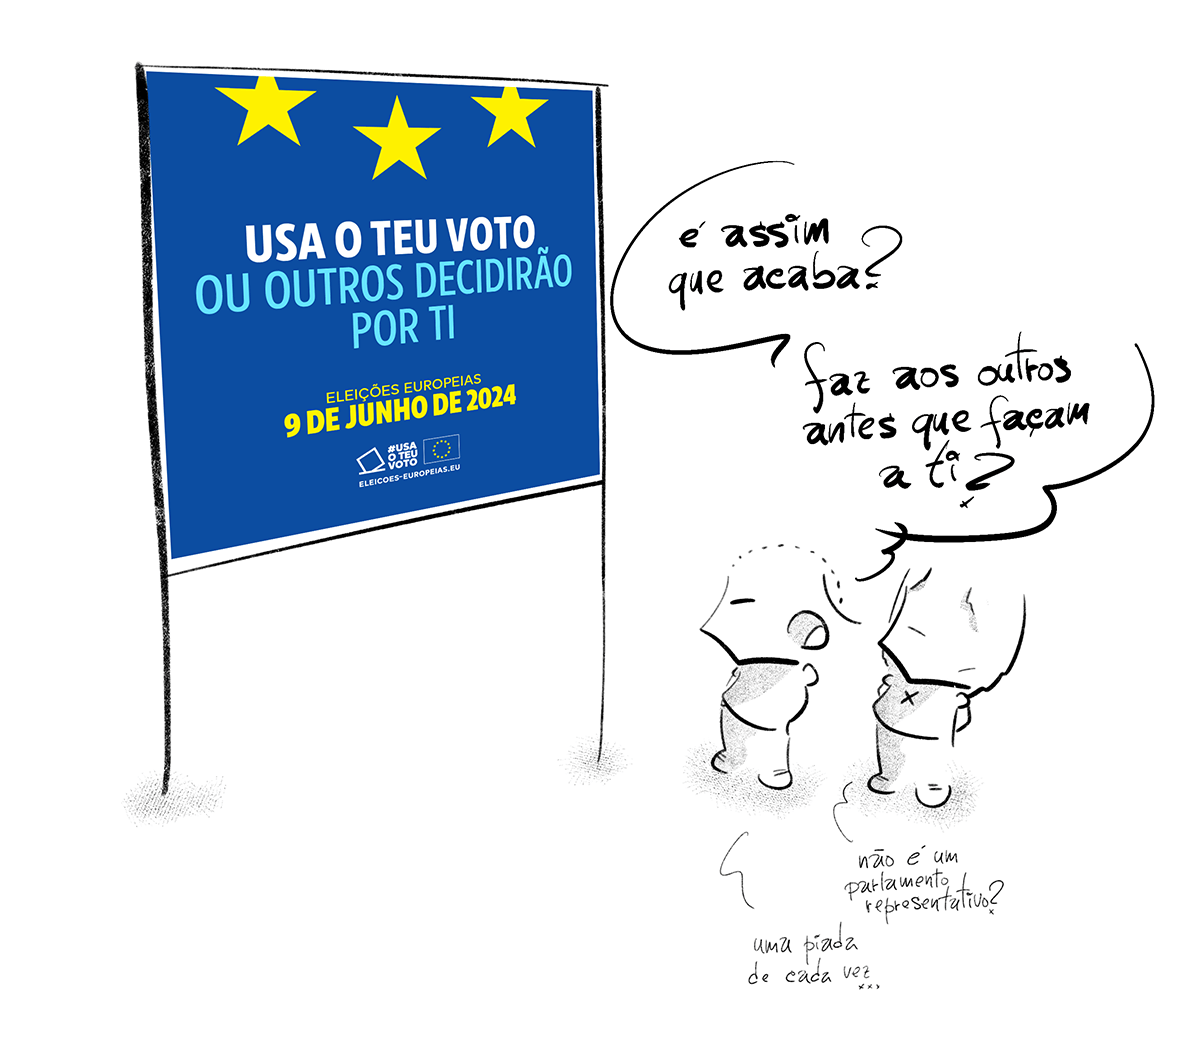 USA O TEU VOTO
OU OUTROS DECIDIRÃO
POR TI
ELEIÇÕES EUROPEIAS
9 DE JUNHO DE 2024
#USA
O TEU
VOTO
ELEICOES-EUROPEIAS.EU
é assim
que acaba?
faz aos outros
antes que façam
a ti?
não é um
parlamento
representativo?
uma piada
de cada vez...